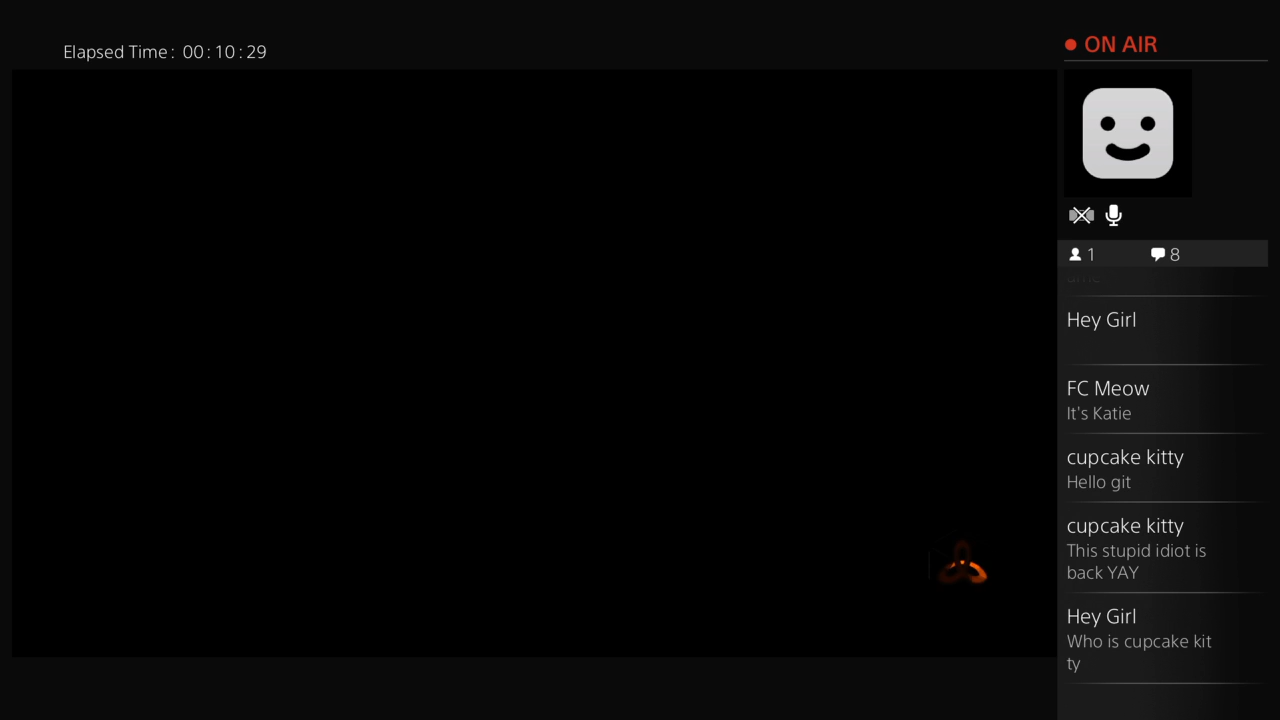 Elapsed Time: 00:10:29
ON AIR
1 8
Hey Girl
FC Meow
It's Katie
cupcake kitty
Hello git
cupcake kitty
This stupid idiot is
back YAY
Hey Girl
Who is cupcake kit
ty